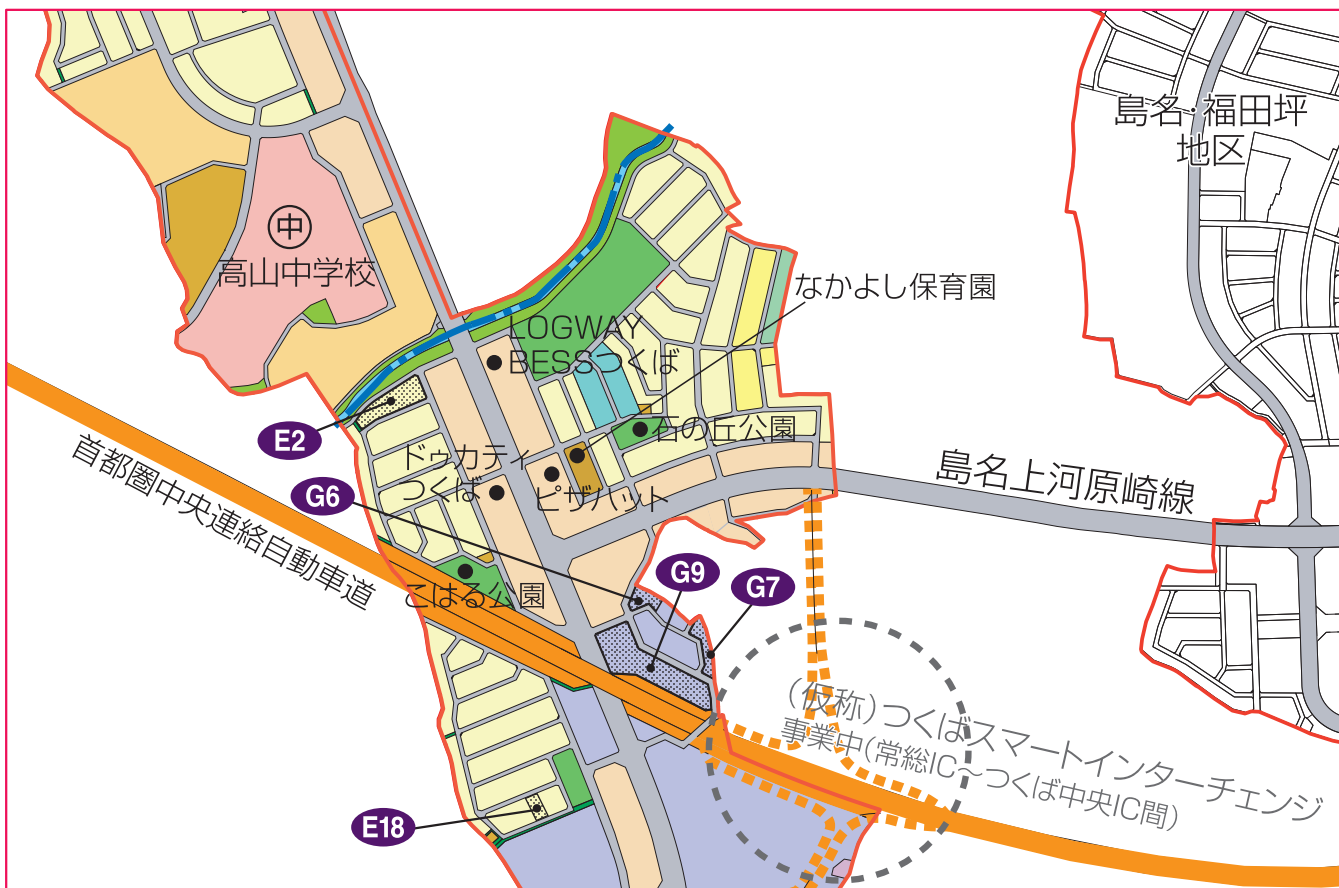 島名・福田坪
地区
中
高山中学校
なかよし保育園
LOGWAY
BESSつくば
石の丘公園
E2
ドゥカティ
つくば
ピザハット
島名上河原崎線
G6
首都圏中央連絡自動車道
こはる公園
G9
G7
(仮称)つくばスマートインターチェンジ
事業中(常総IC~つくば中央IC間)
E18